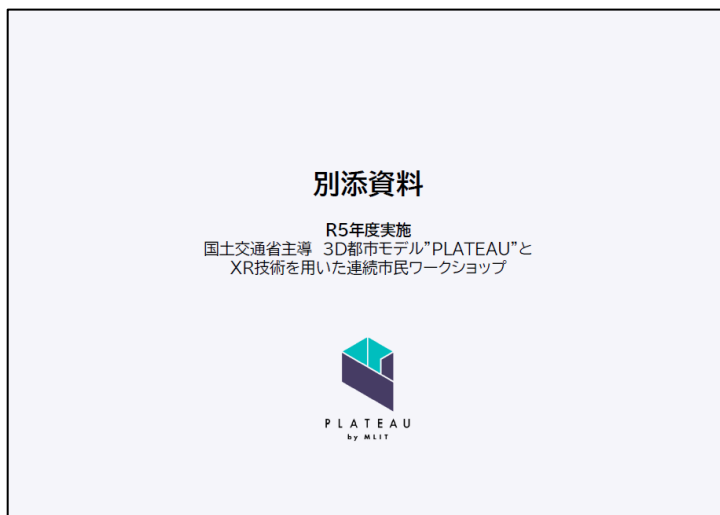 別添資料
R5年度実施
国土交通省主導 3D都市モデル”PLATEAU”と
XR技術を用いた連続市民ワークショップ
PLATEAU
by MLIT